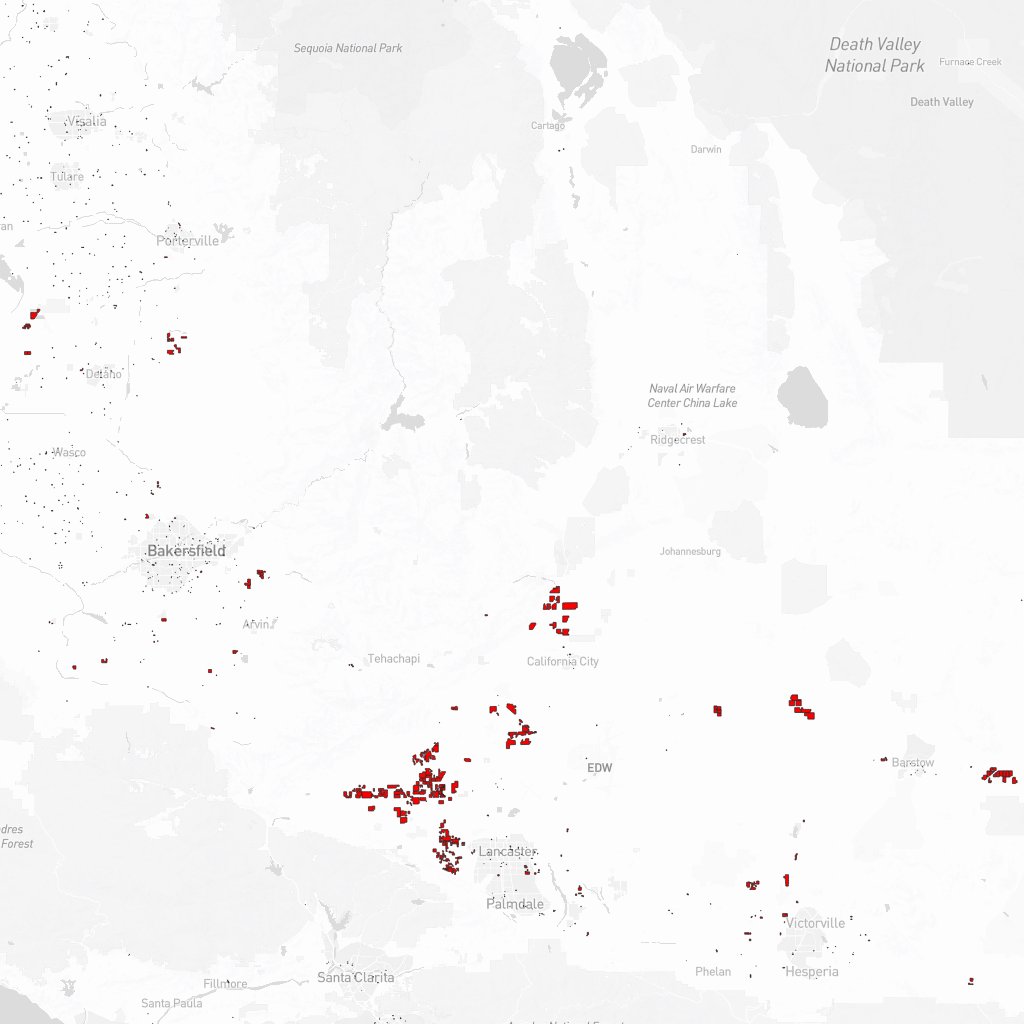 Sequoia National Park
Death Valley
National Park
Furnace Creek
Death Valley
Visalia
Cartago
Darwin
Tulare
Porterville
Delano
Naval Air Warfare
Center China Lake
Ridgecrest
Wasco
Bakersfield
Johannesburg
Arvin
Tehachapi
California City
EDW
Barstow
Forest
Lancaster
Palmdale
Victorville
Phelan
Hesperia
Santa Clarita
Fillmore
Santa Paula